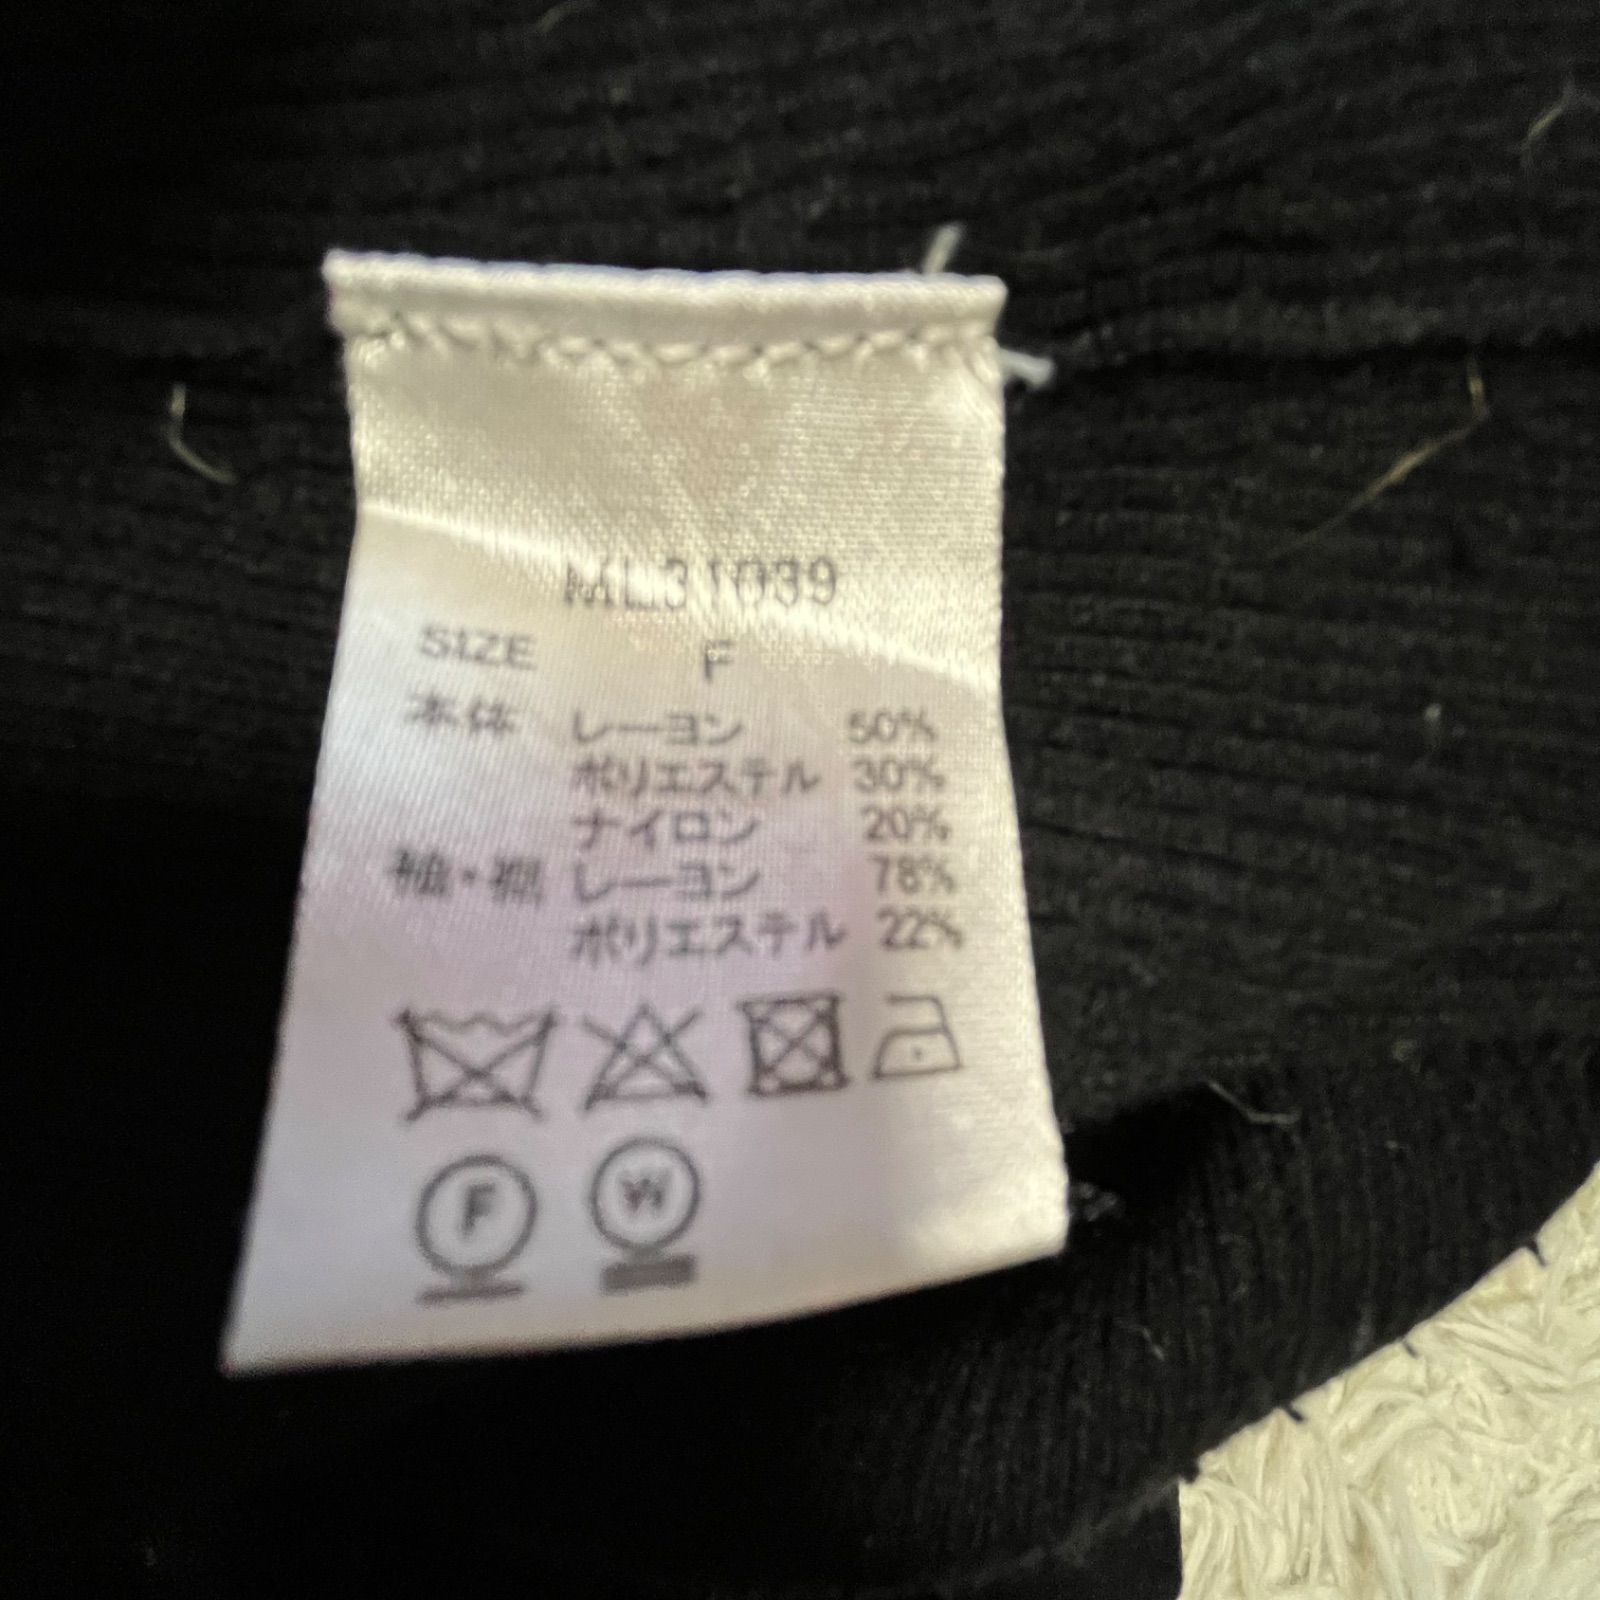 ML31039
SIZE F
本体 レーヨン 50%
ポリエステル 30%
ナイロン 20%
袖・裾 レーヨン 78%
ポリエステル 22%
F W